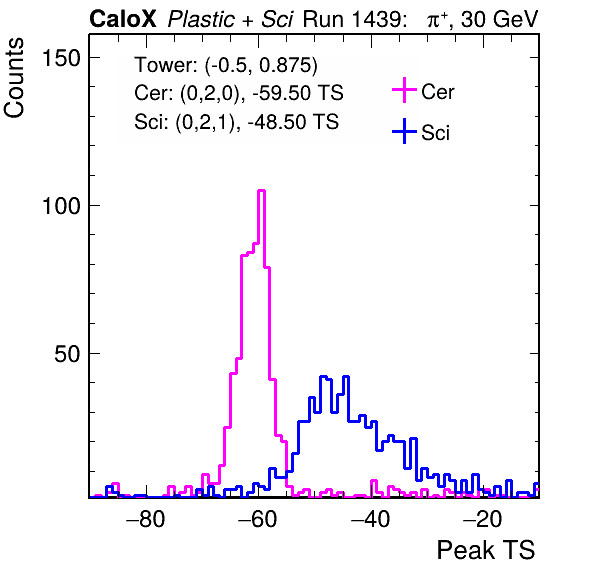 CaloX Plastic + Sci Run 1439: π⁺, 30 GeV
Counts
Tower: (-0.5, 0.875)
Cer: (0,2,0), -59.50 TS
Sci: (0,2,1), -48.50 TS
Cer
Sci
150
100
50
−80 −60 −40 −20
Peak TS